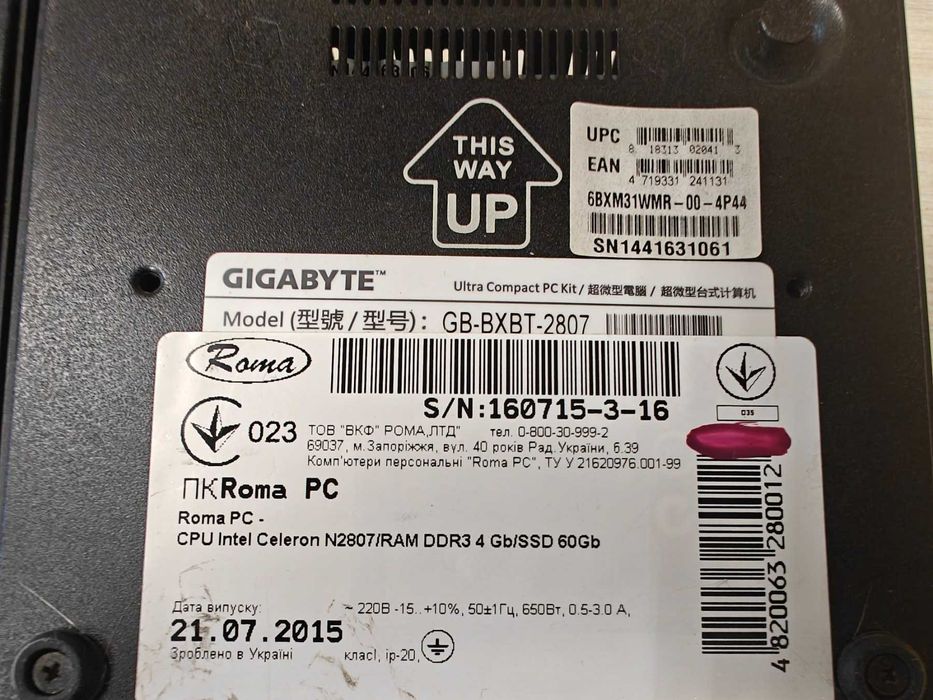 THIS
WAY
UP
UPC
8 18313 02041 3
EAN
4 719331 241131
6BXM31WMR-00-4P44
SN1441631061
GIGABYTE™
Ultra Compact PC Kit / 超微型電腦 / 超微型台式计算机
Model (型號 / 型号) : GB-BXBT-2807
Roma
S/N:160715-3-16
035
023
ТОВ "ВКФ" РОМА,ЛТД" тел. 0-800-30-999-2
69037, м.Запоріжжя, вул. 40 років Рад.України, б.39
Комп'ютери персональні "Roma PC", ТУ У 21620976.001-99
ПКRoma PC
Roma PC -
CPU Intel Celeron N2807/RAM DDR3 4 Gb/SSD 60Gb
4 820063 280012
Дата випуску:
~ 220В -15.. +10%, 50±1Гц, 650Вт, 0.5-3.0 А,
21.07.2015
Зроблено в Україні
класІ, ір-20,